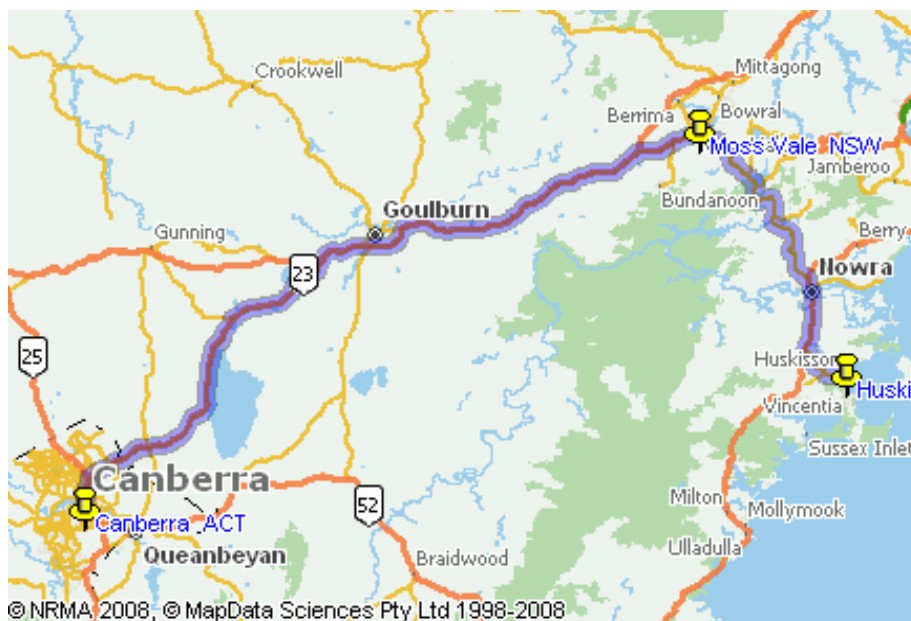 Crookwell
Mittagong
Berrima
Bowral
Moss Vale NSW
Jamberoo
Bundanoon
Goulburn
Gunning
Berry
23
Nowra
25
Huskisson
Huski
Vincentia
Sussex Inlet
Canberra
52
Milton
Mollymook
Canberra ACT
Queanbeyan
Braidwood
Ulladulla
© NRMA 2008, © MapData Sciences Pty Ltd 1998-2008